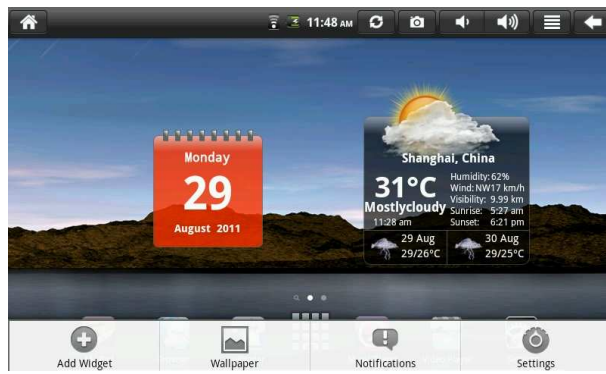 11:48 AM
Monday
29
August 2011
Shanghai, China
31°C
Mostlycloudy
11:28 am
Humidity: 62%
Wind: NW17 km/h
Visibility: 9.99 km
Sunrise: 5:27 am
Sunset: 6:21 pm
29 Aug
29/26°C
30 Aug
29/25°C
Add Widget
Wallpaper
Notifications
Settings